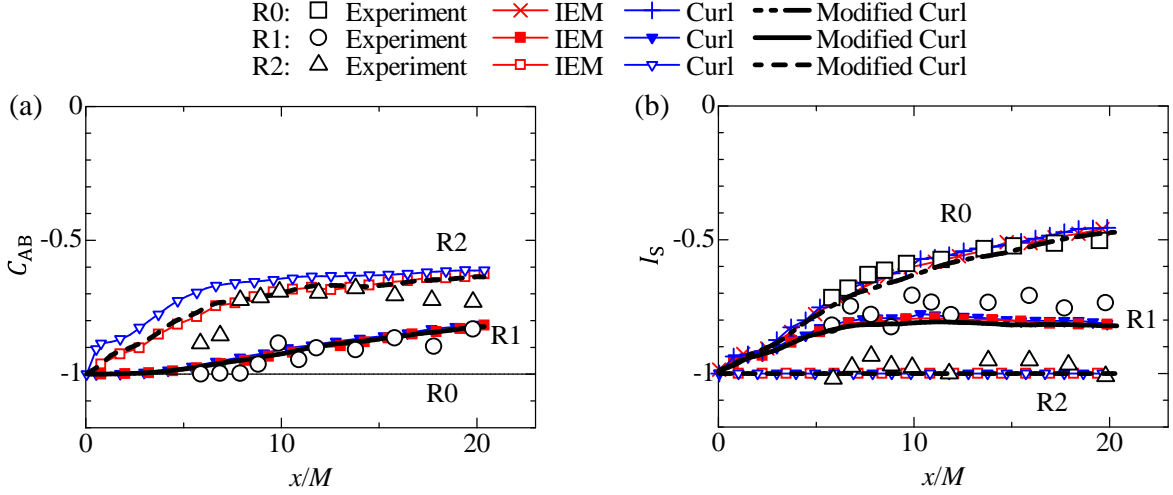 R0: Experiment IEM Curl Modified Curl
R1: Experiment IEM Curl Modified Curl
R2: Experiment IEM Curl Modified Curl
(a)
0
-0.5
-1
C_AB
R2
R1
R0
0 10 20
x/M
(b)
0
-0.5
-1
I_S
R0
R1
R2
0 10 20
x/M